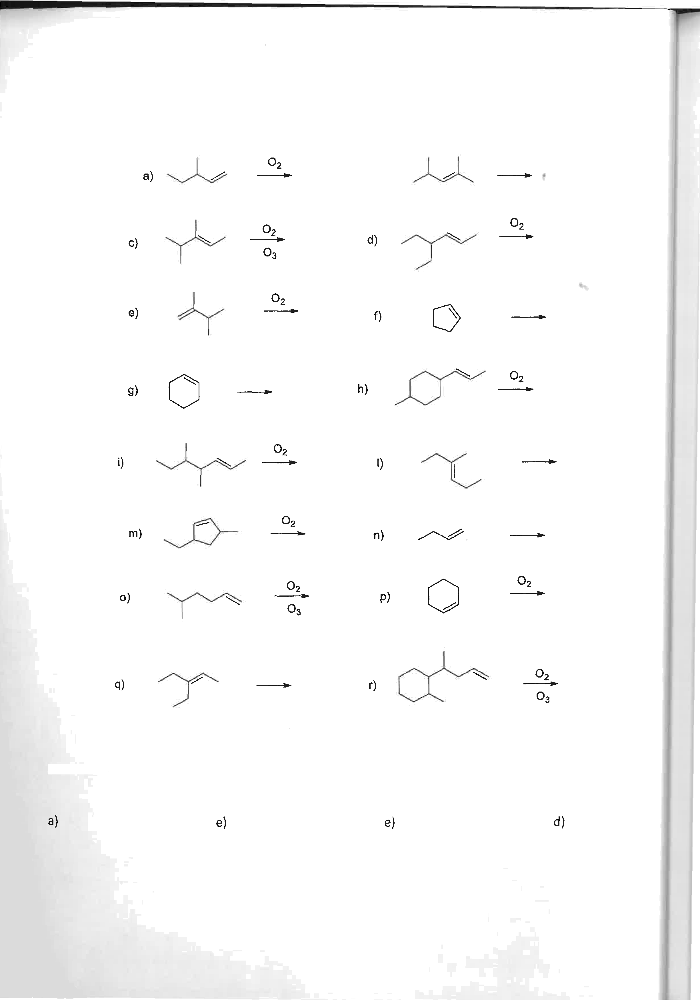 a) O2
c) O2 O3 d) O2
e) O2 f)
g) h) O2
i) O2 l)
m) O2 n)
o) O2 O3 p) O2
q) r) O2 O3
a) e) e) d)